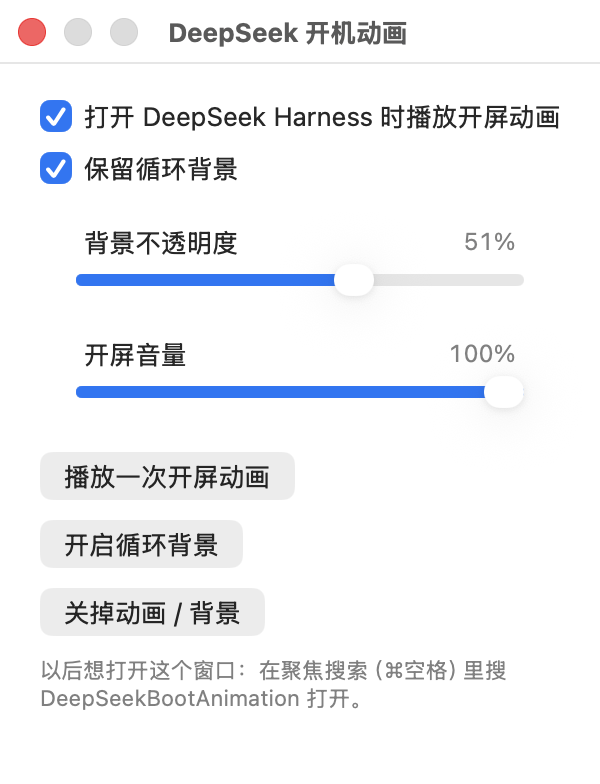 DeepSeek 开机动画
打开 DeepSeek Harness 时播放开屏动画
保留循环背景
背景不透明度 51%
开屏音量 100%
播放一次开屏动画
开启循环背景
关掉动画 / 背景
以后想打开这个窗口：在聚焦搜索 (⌘空格) 里搜
DeepSeekBootAnimation 打开。